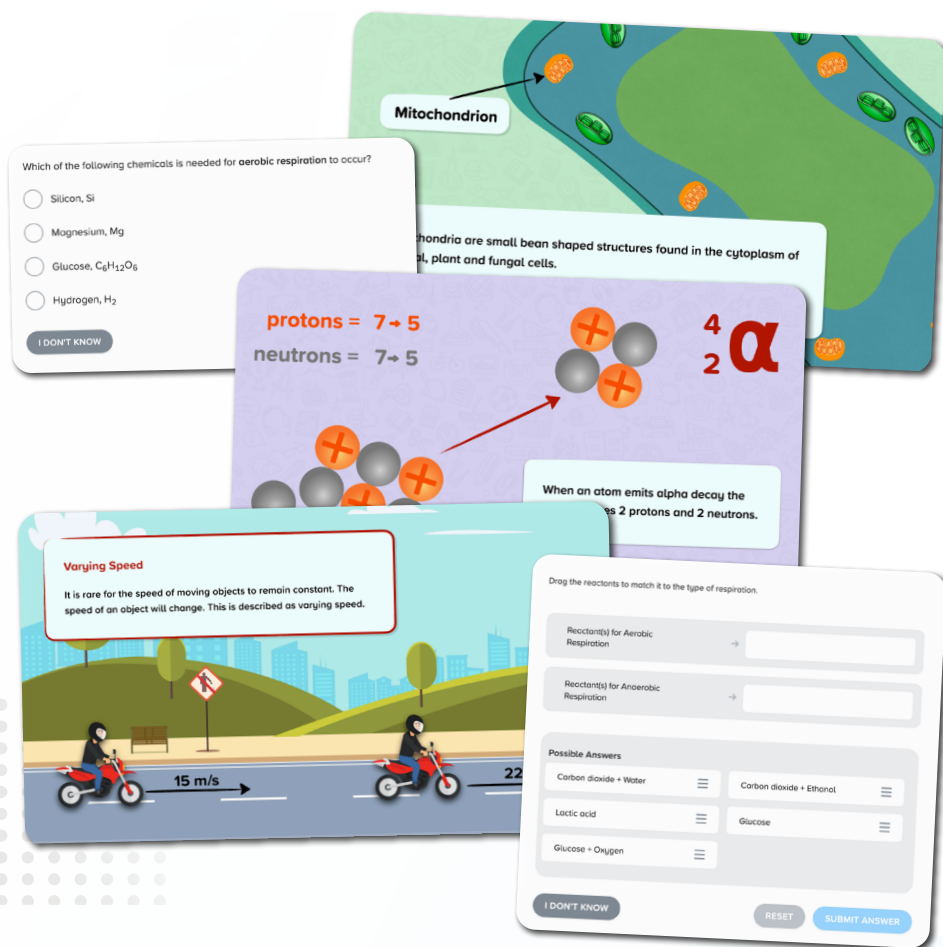 Mitochondrion
chondria are small bean shaped structures found in the cytoplasm of
al, plant and fungal cells.
Which of the following chemicals is needed for aerobic respiration to occur?
Silicon, Si
Magnesium, Mg
Glucose, C₆H₁₂O₆
Hydrogen, H₂
I DON'T KNOW
protons = 7→5
neutrons = 7→5
4
2 α
When an atom emits alpha decay the
es 2 protons and 2 neutrons.
Varying Speed
It is rare for the speed of moving objects to remain constant. The
speed of an object will change. This is described as varying speed.
15 m/s
22
Drag the reactants to match it to the type of respiration.
Reactant(s) for Aerobic
Respiration
Reactant(s) for Anaerobic
Respiration
Possible Answers
Carbon dioxide + Water
Carbon dioxide + Ethanol
Lactic acid
Glucose
Glucose + Oxygen
I DON'T KNOW
RESET
SUBMIT ANSWER